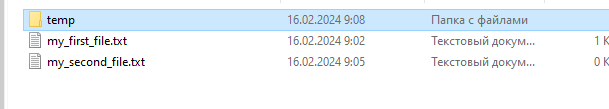 temp 16.02.2024 9:08 Папка с файлами
my_first_file.txt 16.02.2024 9:02 Текстовый докум... 1 К
my_second_file.txt 16.02.2024 9:05 Текстовый докум... 0 К